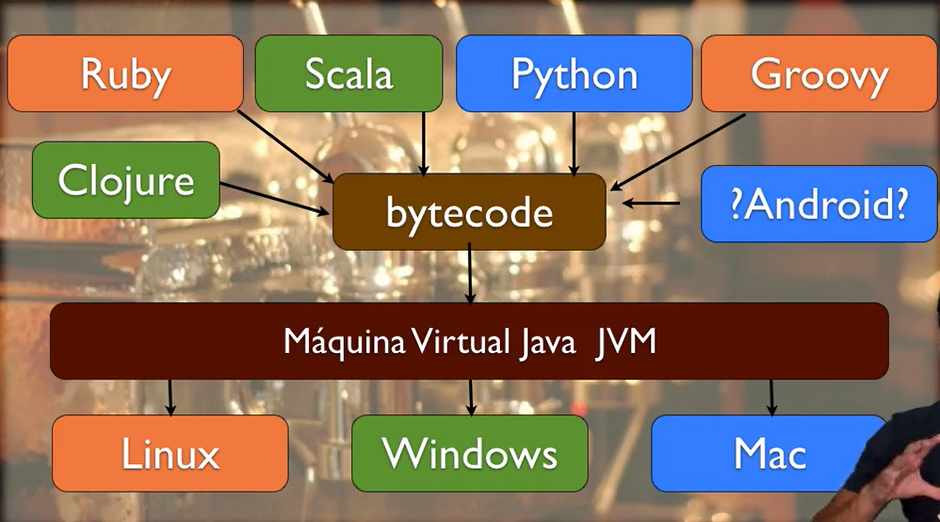 Ruby
Scala
Python
Groovy
Clojure
?Android?
bytecode
Máquina Virtual Java JVM
Linux
Windows
Mac